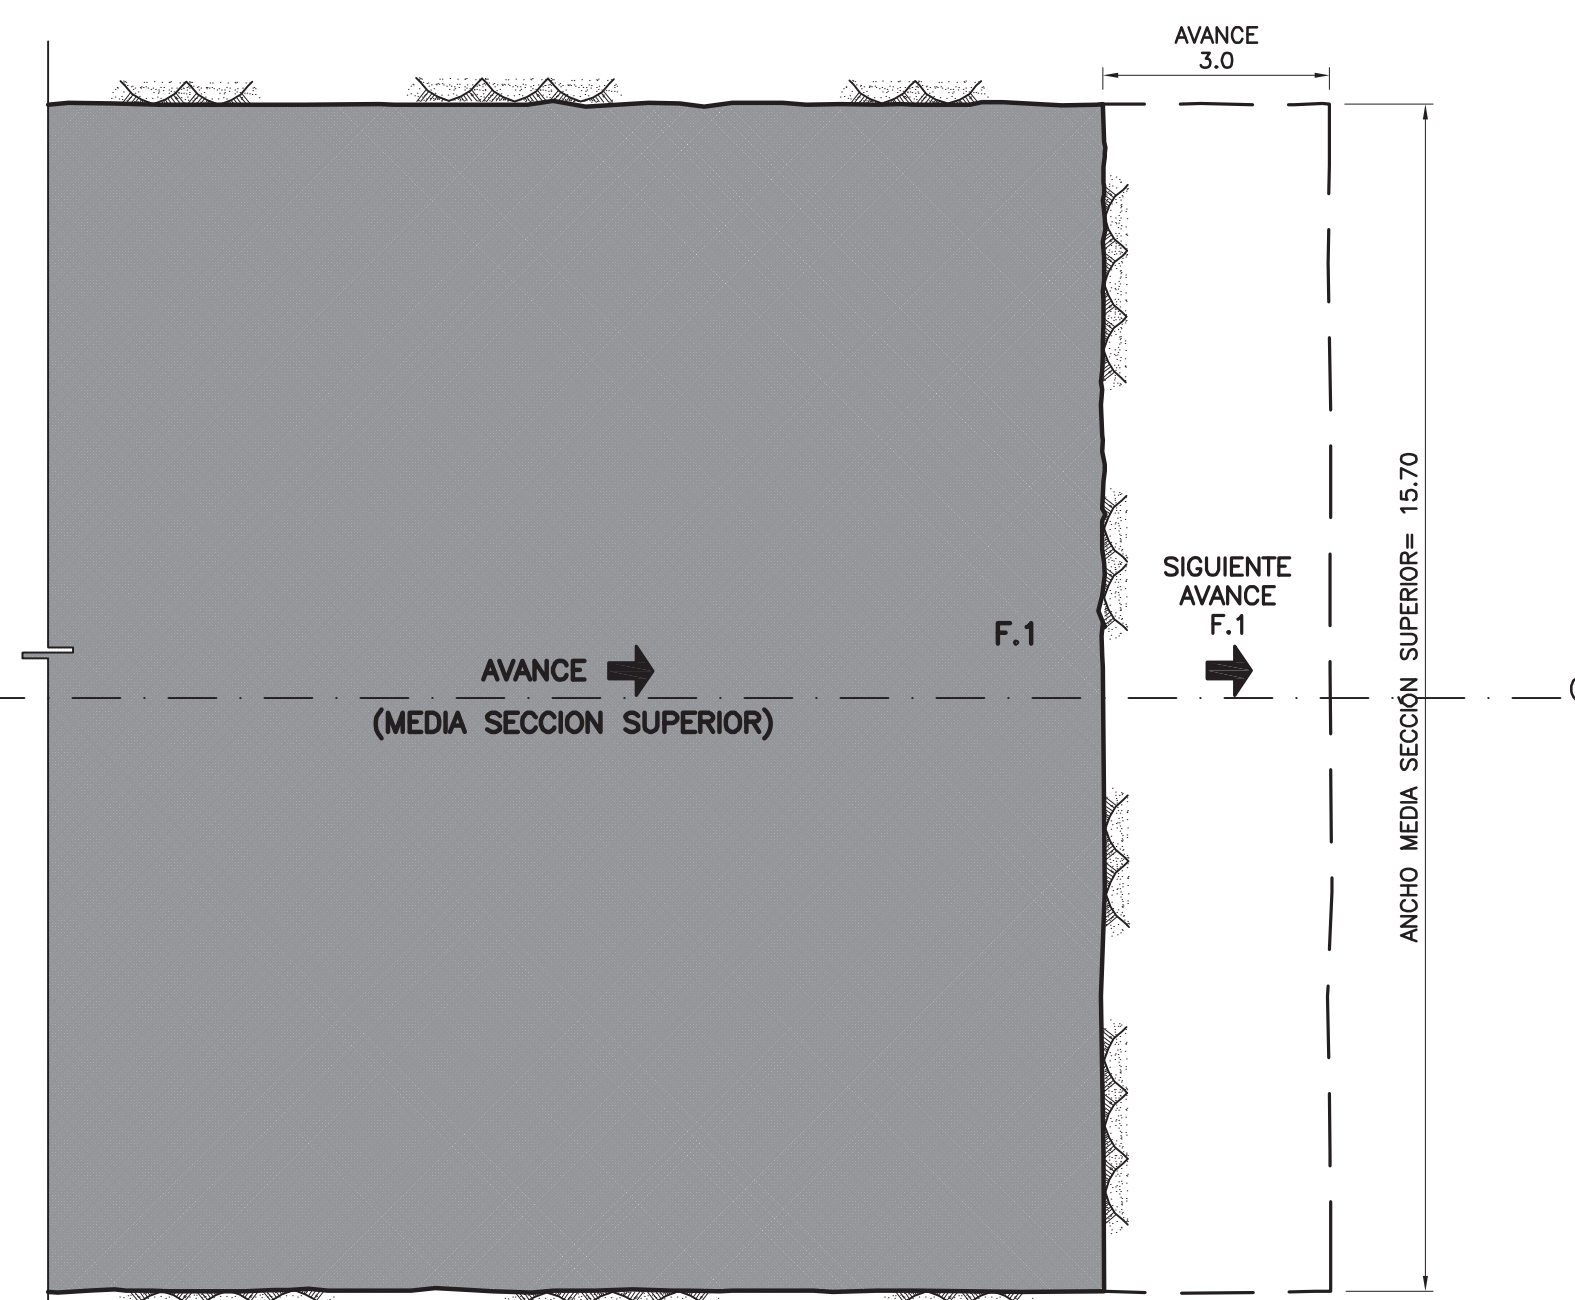 AVANCE
3.0
SIGUIENTE
AVANCE
F.1
F.1
AVANCE
(MEDIA SECCION SUPERIOR)
ANCHO MEDIA SECCIÓN SUPERIOR= 15.70